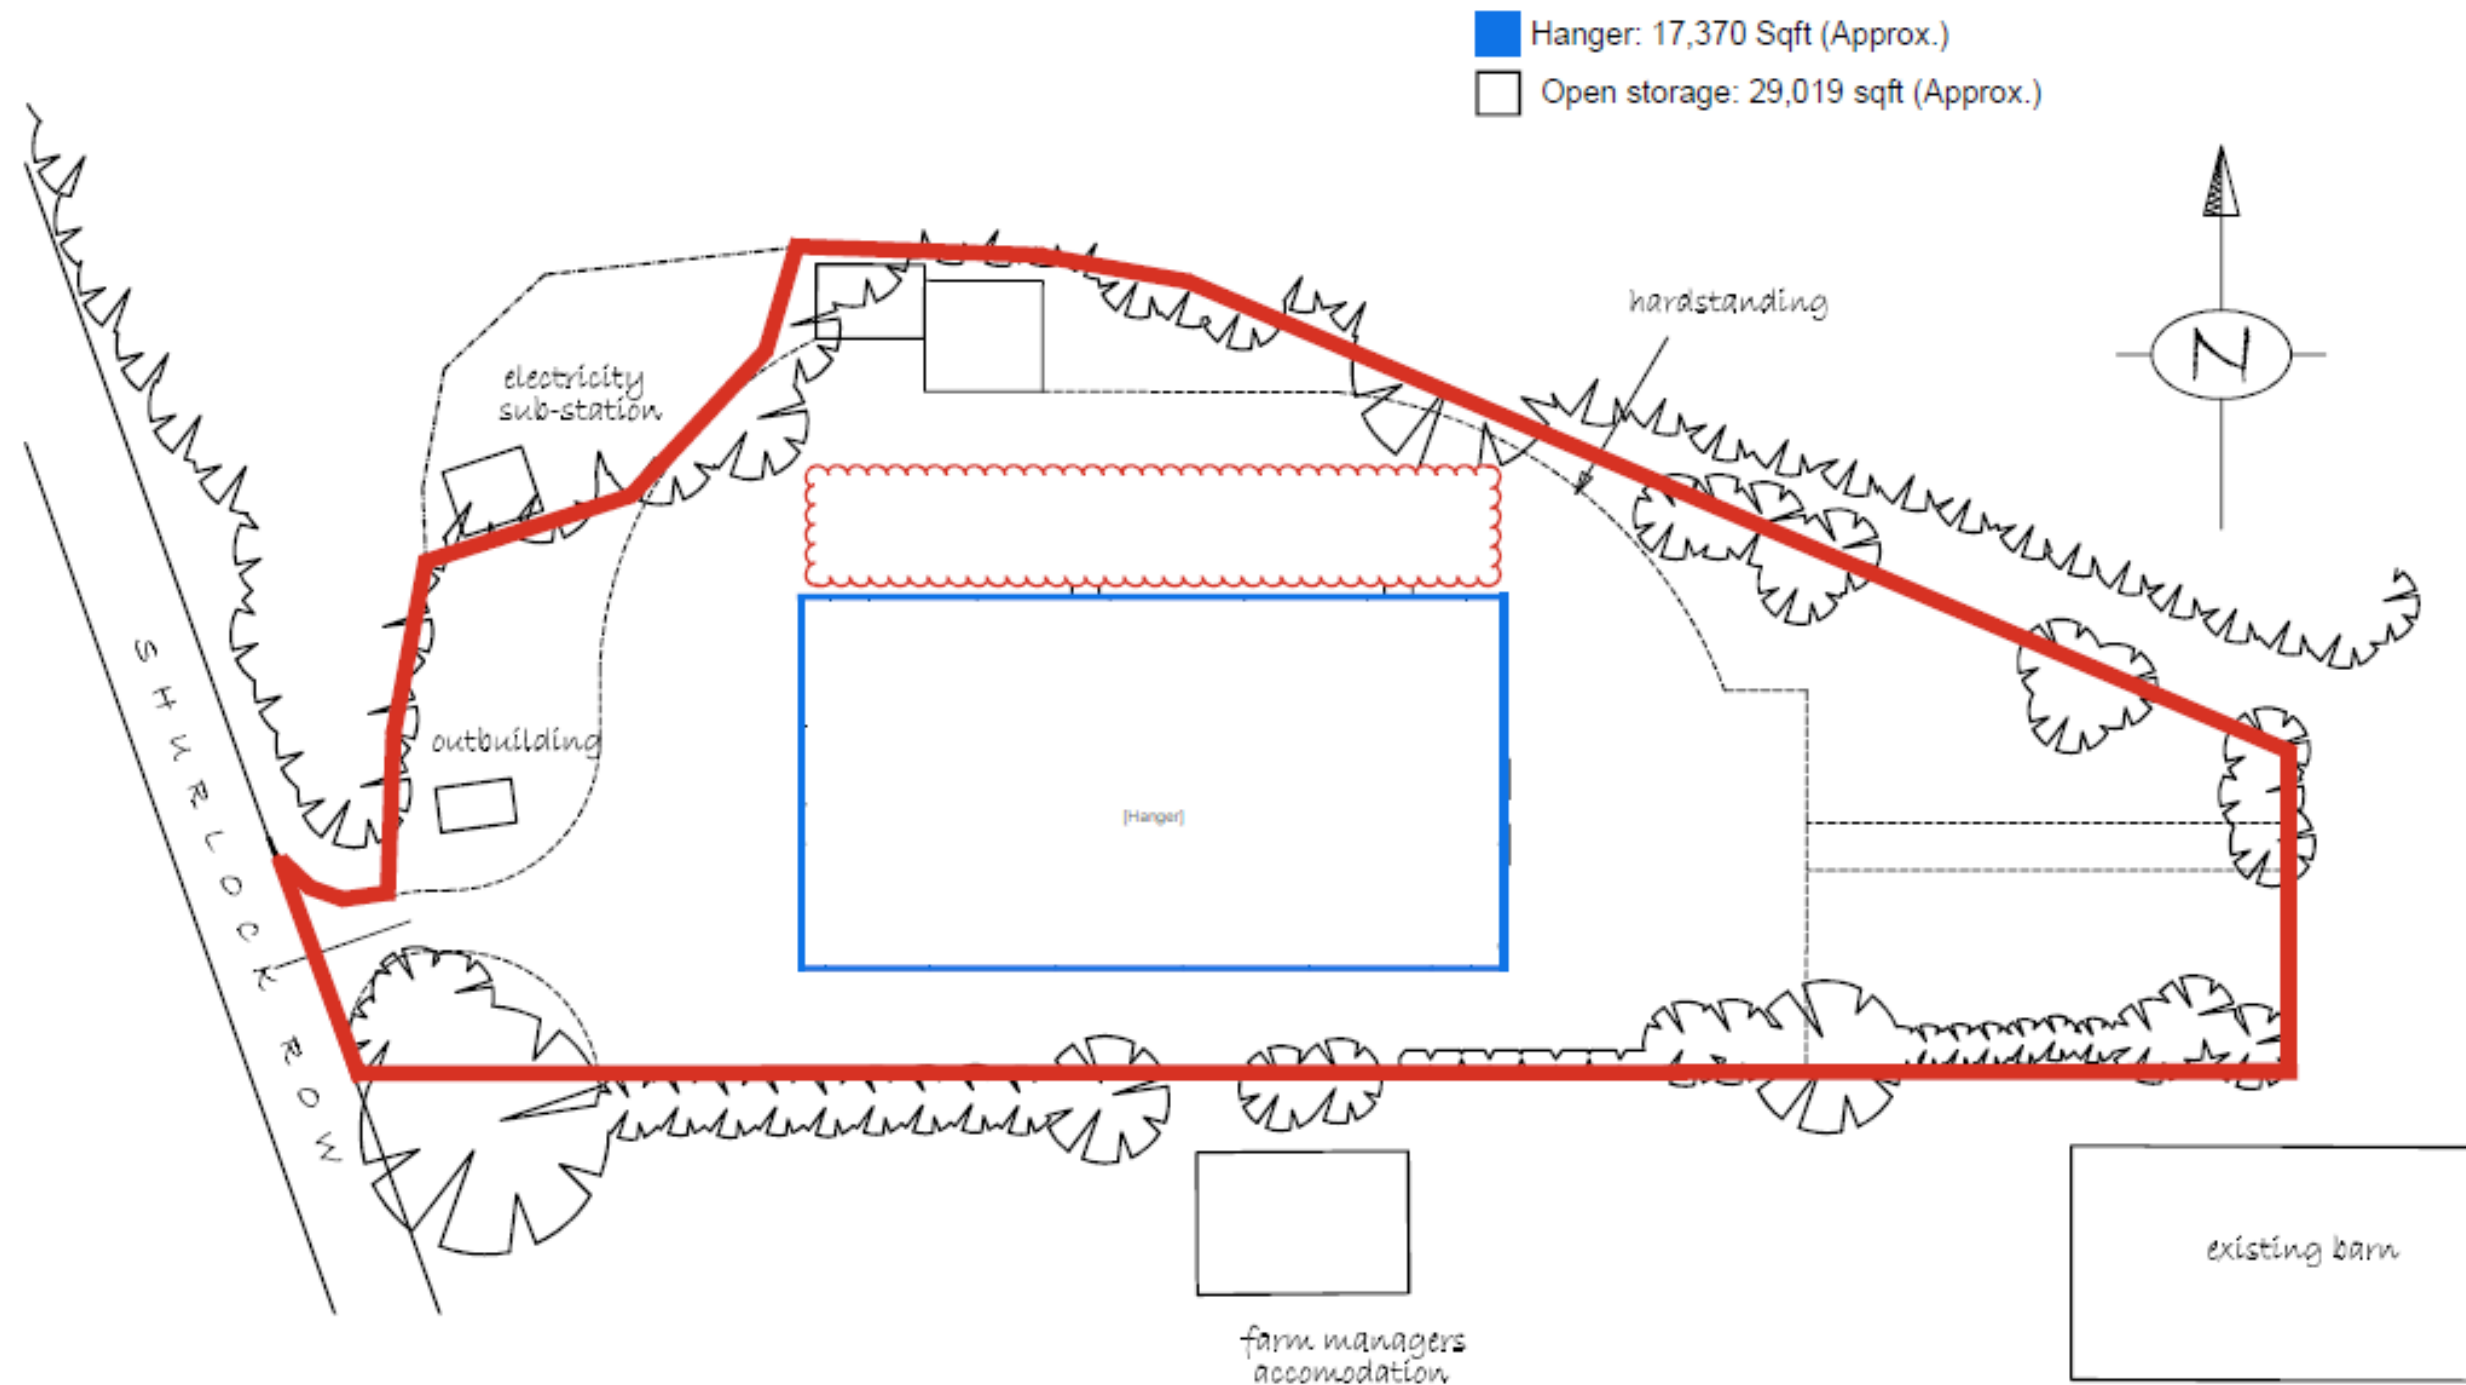 Hanger: 17,370 Sqft (Approx.)
Open storage: 29,019 sqft (Approx.)
hardstanding
N
electricity
sub-station
outbuilding
SHURLOCK ROW
[Hanger]
existing barn
farm managers
accomodation